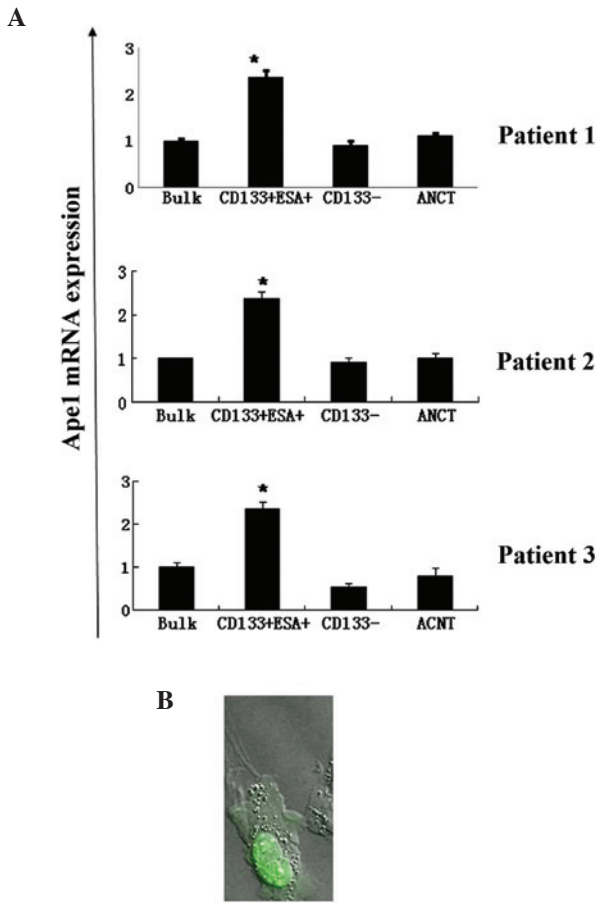 A
Ape1 mRNA expression
3
2
1
0
*
Bulk CD133+ESA+ CD133- ANCT
Patient 1
3
2
1
0
*
Bulk CD133+ESA+ CD133- ANCT
Patient 2
3
2
1
0
*
Bulk CD133+ESA+ CD133- ACNT
Patient 3
B